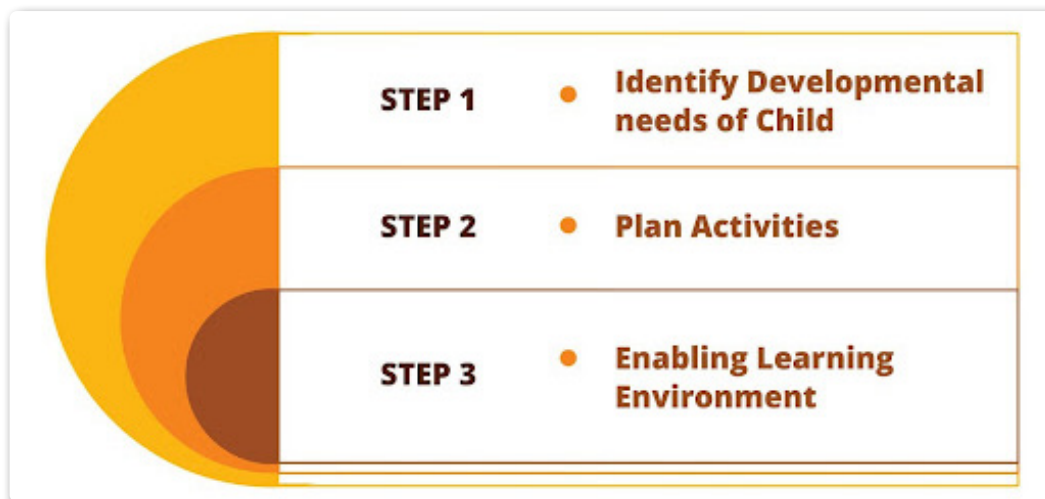 STEP 1
Identify Developmental
needs of Child
STEP 2
Plan Activities
STEP 3
Enabling Learning
Environment